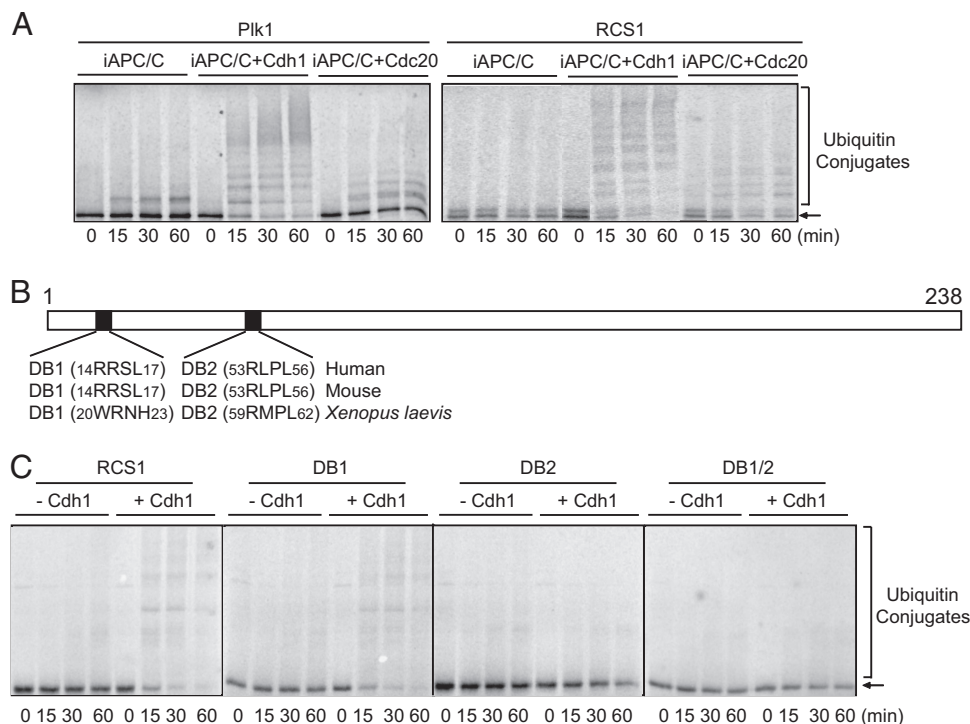 A
Plk1
RCS1
iAPC/C iAPC/C+Cdh1 iAPC/C+Cdc20
iAPC/C iAPC/C+Cdh1 iAPC/C+Cdc20
Ubiquitin
Conjugates
0 15 30 60 0 15 30 60 0 15 30 60
0 15 30 60 0 15 30 60 0 15 30 60 (min)
B
1
238
DB1 (14RRSL17) DB2 (53RLPL56) Human
DB1 (14RRSL17) DB2 (53RLPL56) Mouse
DB1 (20WRNH23) DB2 (59RMPL62) Xenopus laevis
C
RCS1
DB1
DB2
DB1/2
- Cdh1 + Cdh1
- Cdh1 + Cdh1
- Cdh1 + Cdh1
- Cdh1 + Cdh1
Ubiquitin
Conjugates
0 15 30 60 0 15 30 60
0 15 30 60 0 15 30 60
0 15 30 60 0 15 30 60
0 15 30 60 0 15 30 60 (min)